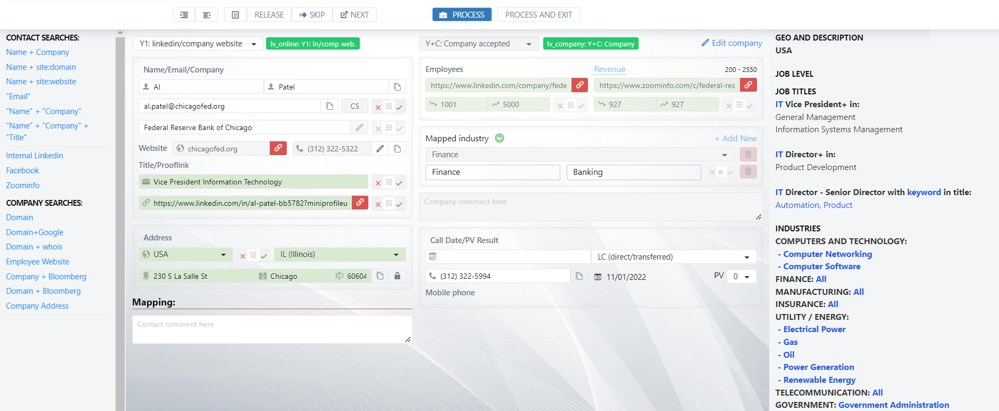 RELEASE
SKIP
NEXT
PROCESS
PROCESS AND EXIT
CONTACT SEARCHES:
Name + Company
Name + site:domain
Name + site:website
"Email"
"Name" + "Company"
"Name" + "Company" +
"Title"
Internal Linkedin
Facebook
Zoominfo
COMPANY SEARCHES:
Domain
Domain+Google
Domain + whois
Employee Website
Company + Bloomberg
Domain + Bloomberg
Company Address
Y1: linkedin/company website
lv_online: Y1: ln/comp web.
Name/Email/Company
Al
Patel
al.patel@chicagofed.org
CS
Federal Reserve Bank of Chicago
Website
chicagofed.org
(312) 322-5322
Title/Prooflink
Vice President Information Technology
https://www.linkedin.com/in/al-patel-bb5782?miniprofileu
Address
USA
IL (Illinois)
230 S La Salle St
Chicago
60604
Mapping:
Contact comment here
Y+C: Company accepted
lv_company: Y+C: Company
Edit company
Employees
Revenue
200 - 2550
https://www.linkedin.com/company/fede
https://www.zoominfo.com/c/federal-res
1001
5000
927
927
Mapped industry
+ Add New
Finance
Finance
Banking
Company comment here
Call Date/PV Result
LC (direct/transferred)
(312) 322-5994
11/01/2022
PV
0
Mobile phone
GEO AND DESCRIPTION
USA
JOB LEVEL
JOB TITLES
IT Vice President+ in:
General Management
Information Systems Management
IT Director+ in:
Product Development
IT Director - Senior Director with keyword in title:
Automation, Product
INDUSTRIES
COMPUTERS AND TECHNOLOGY:
- Computer Networking
- Computer Software
FINANCE: All
MANUFACTURING: All
INSURANCE: All
UTILITY / ENERGY:
- Electrical Power
- Gas
- Oil
- Power Generation
- Renewable Energy
TELECOMMUNICATION: All
GOVERNMENT: Government Administration